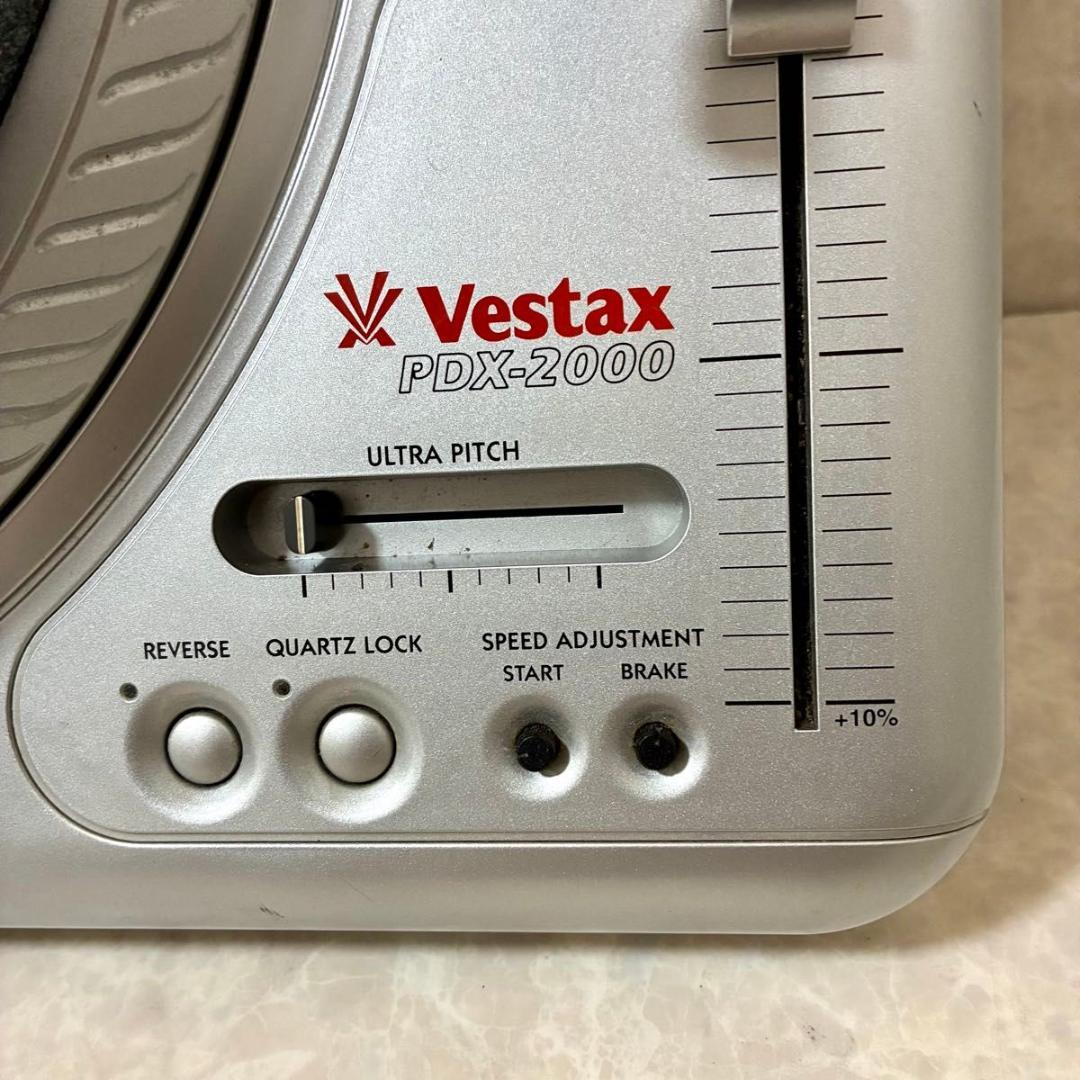 Vestax
PDX-2000
ULTRA PITCH
REVERSE
QUARTZ LOCK
SPEED ADJUSTMENT
START
BRAKE
+10%